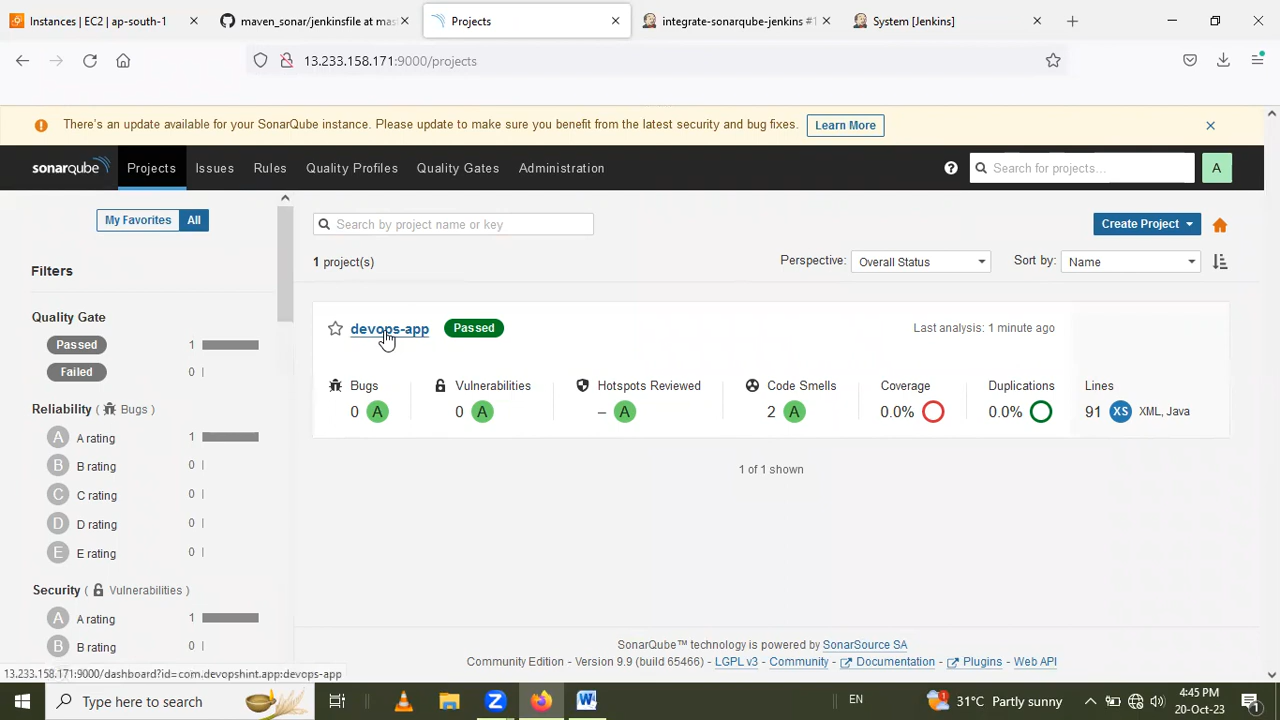 Instances | EC2 | ap-south-1
maven_sonar/jenkinsfile at mas
Projects
integrate-sonarqube-jenkins #1
System [Jenkins]
13.233.158.171:9000/projects
There's an update available for your SonarQube instance. Please update to make sure you benefit from the latest security and bug fixes.
Learn More
sonarqube
Projects
Issues
Rules
Quality Profiles
Quality Gates
Administration
Search for projects...
A
My Favorites
All
Filters
Quality Gate
Passed 1
Failed 0
Reliability ( Bugs )
A A rating 1
B B rating 0
C C rating 0
D D rating 0
E E rating 0
Security ( Vulnerabilities )
A A rating 1
B B rating 0
Search by project name or key
Create Project
1 project(s)
Perspective: Overall Status
Sort by: Name
devops-app
Passed
Last analysis: 1 minute ago
Bugs
0 A
Vulnerabilities
0 A
Hotspots Reviewed
– A
Code Smells
2 A
Coverage
0.0%
Duplications
0.0%
Lines
91 XS XML, Java
1 of 1 shown
SonarQube™ technology is powered by SonarSource SA
Community Edition - Version 9.9 (build 65466) - LGPL v3 - Community - Documentation - Plugins - Web API
13.233.158.171:9000/dashboard?id=com.devopshint.app:devops-app
Type here to search
EN
31°C Partly sunny
4:45 PM
20-Oct-23